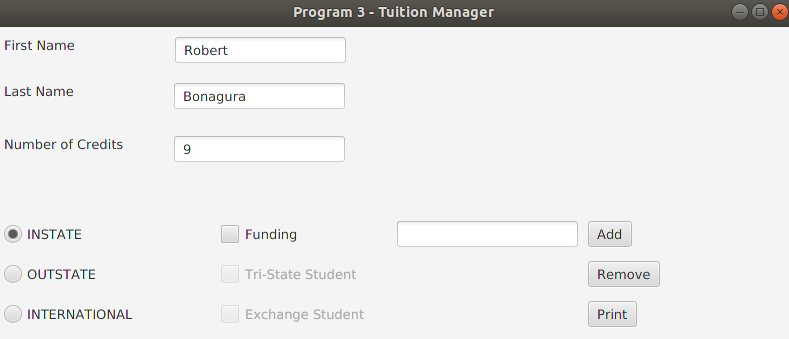 Program 3 - Tuition Manager
First Name Robert
Last Name Bonagura
Number of Credits 9
INSTATE Funding Add
OUTSTATE Tri-State Student Remove
INTERNATIONAL Exchange Student Print